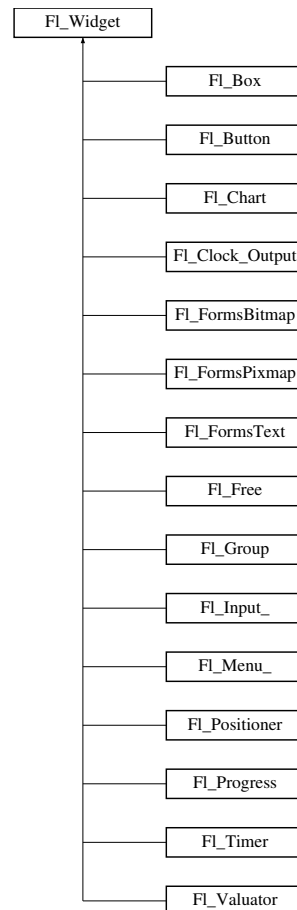 Fl_Widget
Fl_Box
Fl_Button
Fl_Chart
Fl_Clock_Output
Fl_FormsBitmap
Fl_FormsPixmap
Fl_FormsText
Fl_Free
Fl_Group
Fl_Input_
Fl_Menu_
Fl_Positioner
Fl_Progress
Fl_Timer
Fl_Valuator